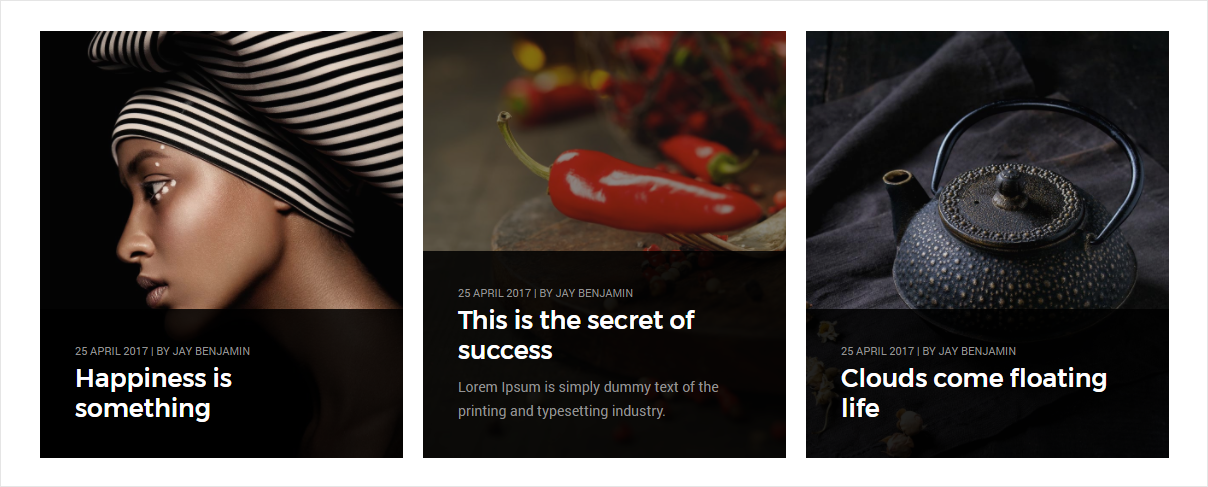 25 APRIL 2017 | BY JAY BENJAMIN
Happiness is
something
25 APRIL 2017 | BY JAY BENJAMIN
This is the secret of
success
Lorem Ipsum is simply dummy text of the
printing and typesetting industry.
25 APRIL 2017 | BY JAY BENJAMIN
Clouds come floating
life